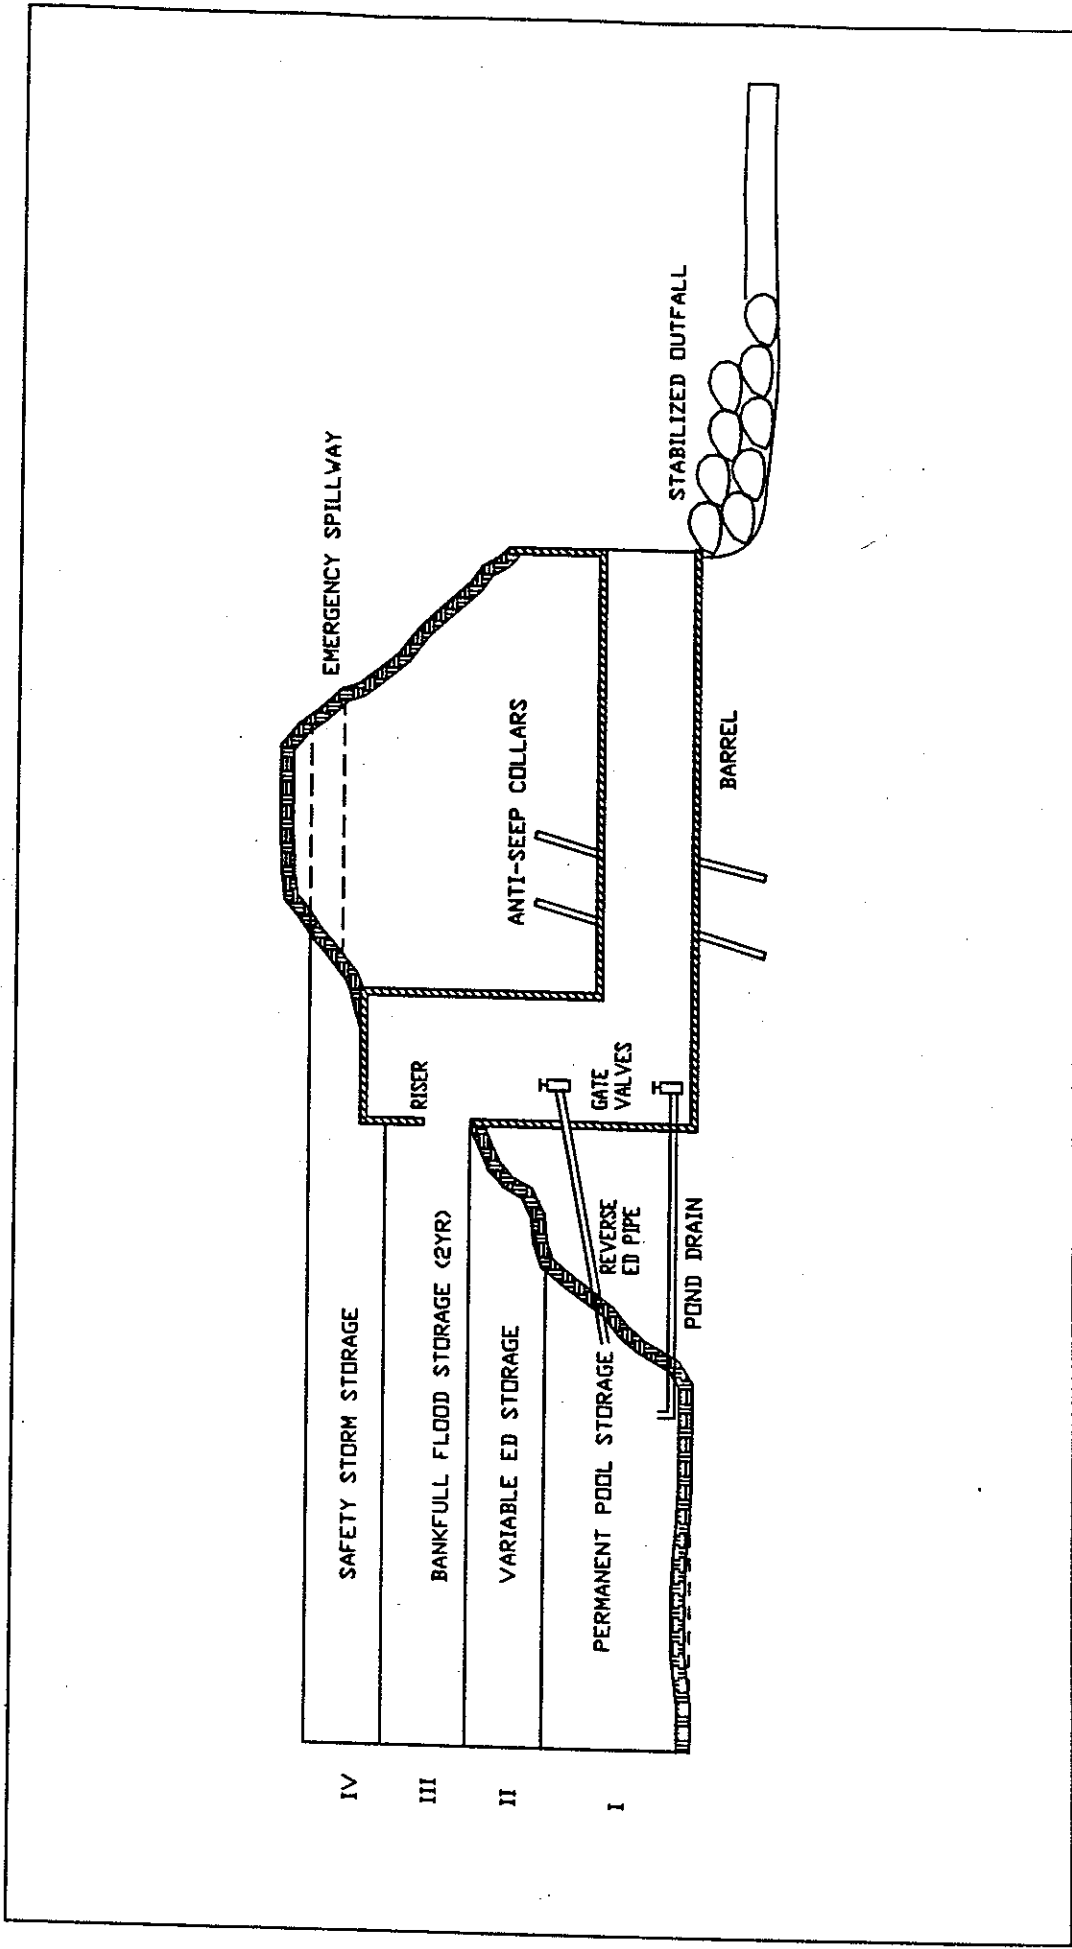 EMERGENCY SPILLWAY
IV
SAFETY STORM STORAGE
RISER
III
BANKFULL FLOOD STORAGE (2YR)
ANTI-SEEP COLLARS
II
VARIABLE ED STORAGE
GATE
VALVES
STABILIZED OUTFALL
I
PERMANENT POOL STORAGE
REVERSE
ED PIPE
POND DRAIN
BARREL